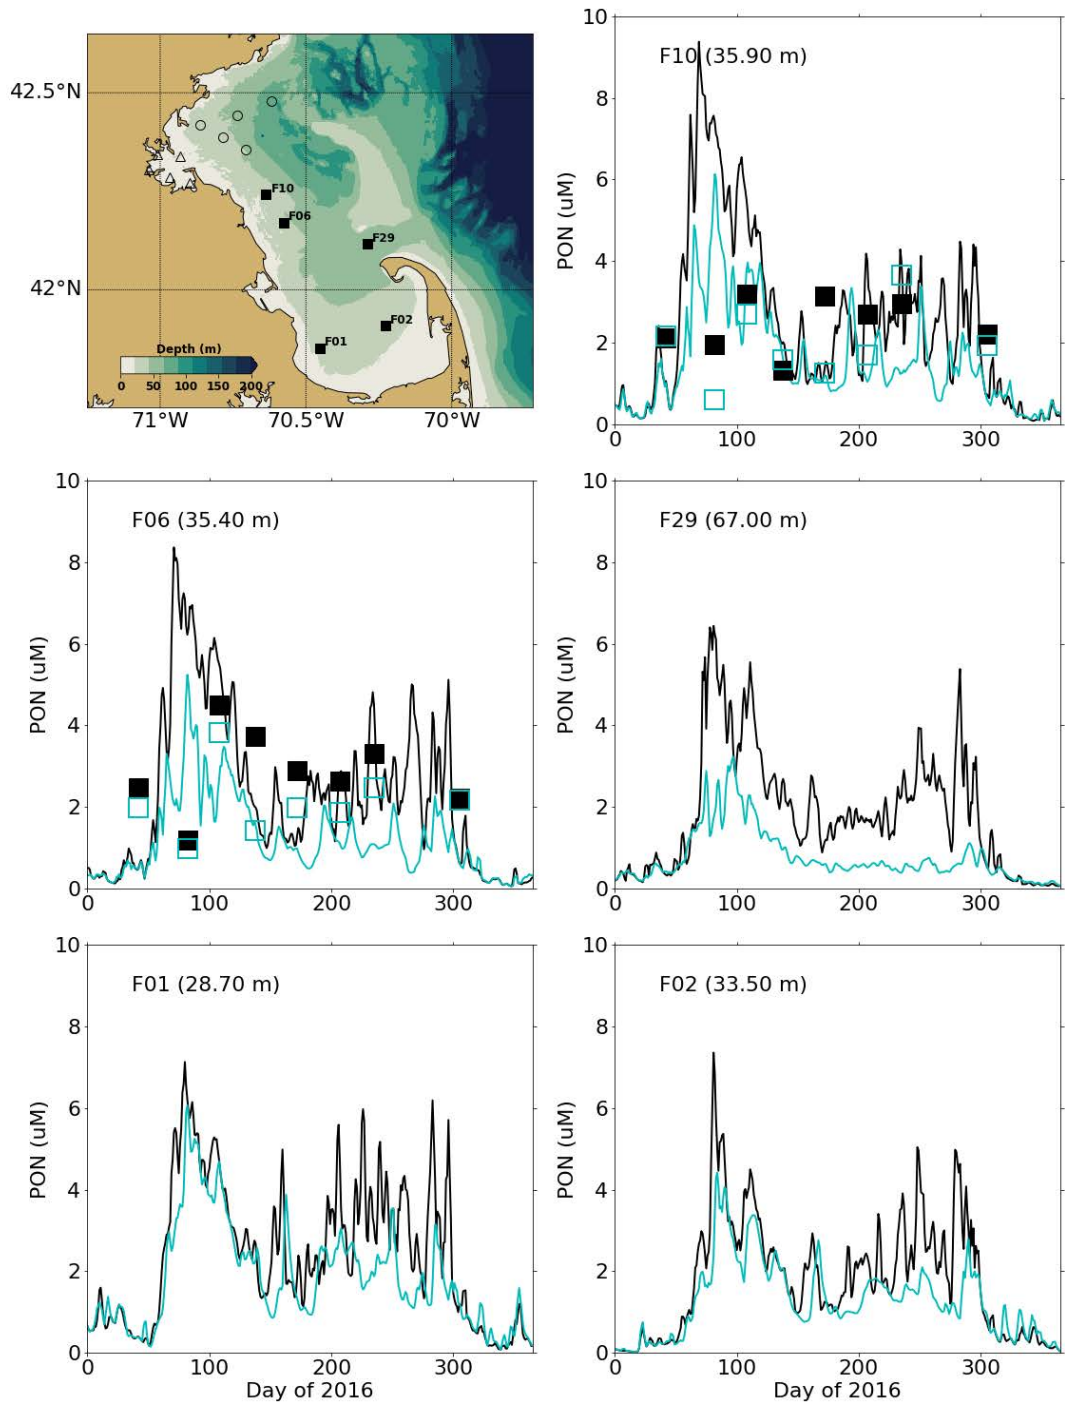 42.5°N
42°N
71°W 70.5°W 70°W
F10
F06
F29
F02
F01
Depth (m)
0 50 100 150 200
F10 (35.90 m)
PON (uM)
10
8
6
4
2
0
0 100 200 300
F06 (35.40 m)
PON (uM)
10
8
6
4
2
0
0 100 200 300
F29 (67.00 m)
PON (uM)
10
8
6
4
2
0
0 100 200 300
F01 (28.70 m)
PON (uM)
10
8
6
4
2
0
0 100 200 300
Day of 2016
F02 (33.50 m)
PON (uM)
10
8
6
4
2
0
0 100 200 300
Day of 2016